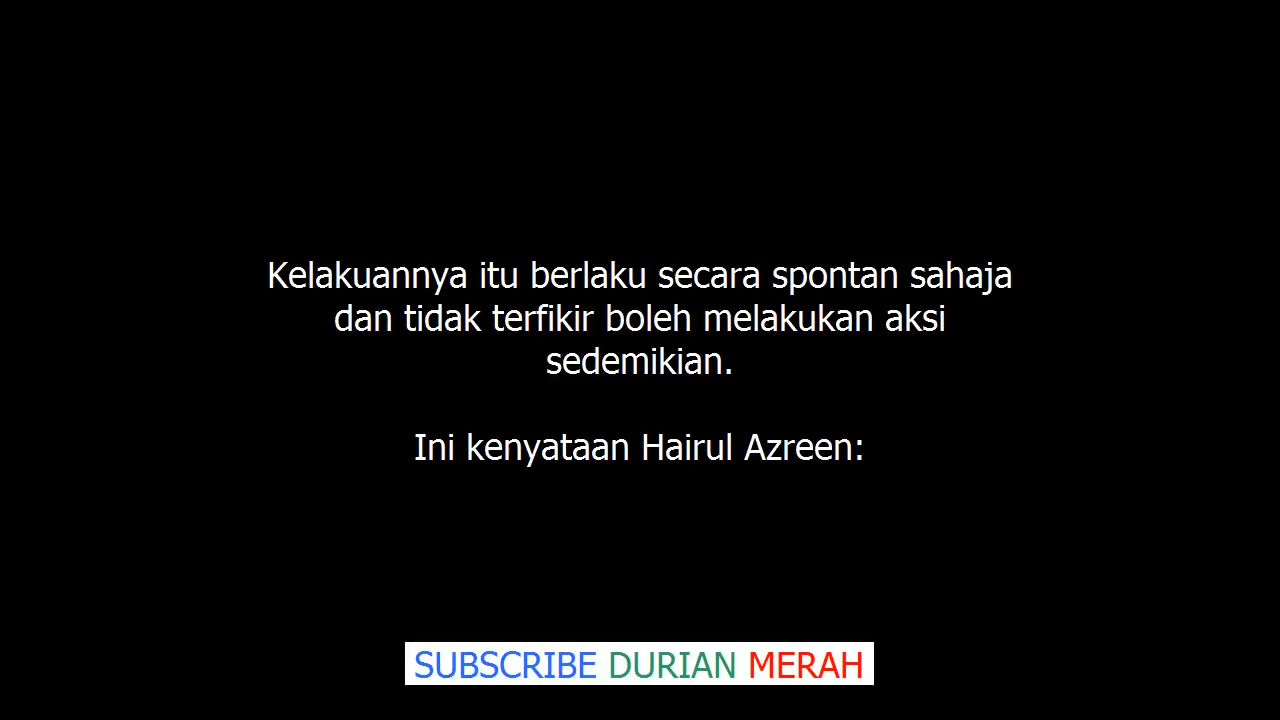 Kelakuannya itu berlaku secara spontan sahaja
dan tidak terfikir boleh melakukan aksi
sedemikian.
Ini kenyataan Hairul Azreen:
SUBSCRIBE DURIAN MERAH